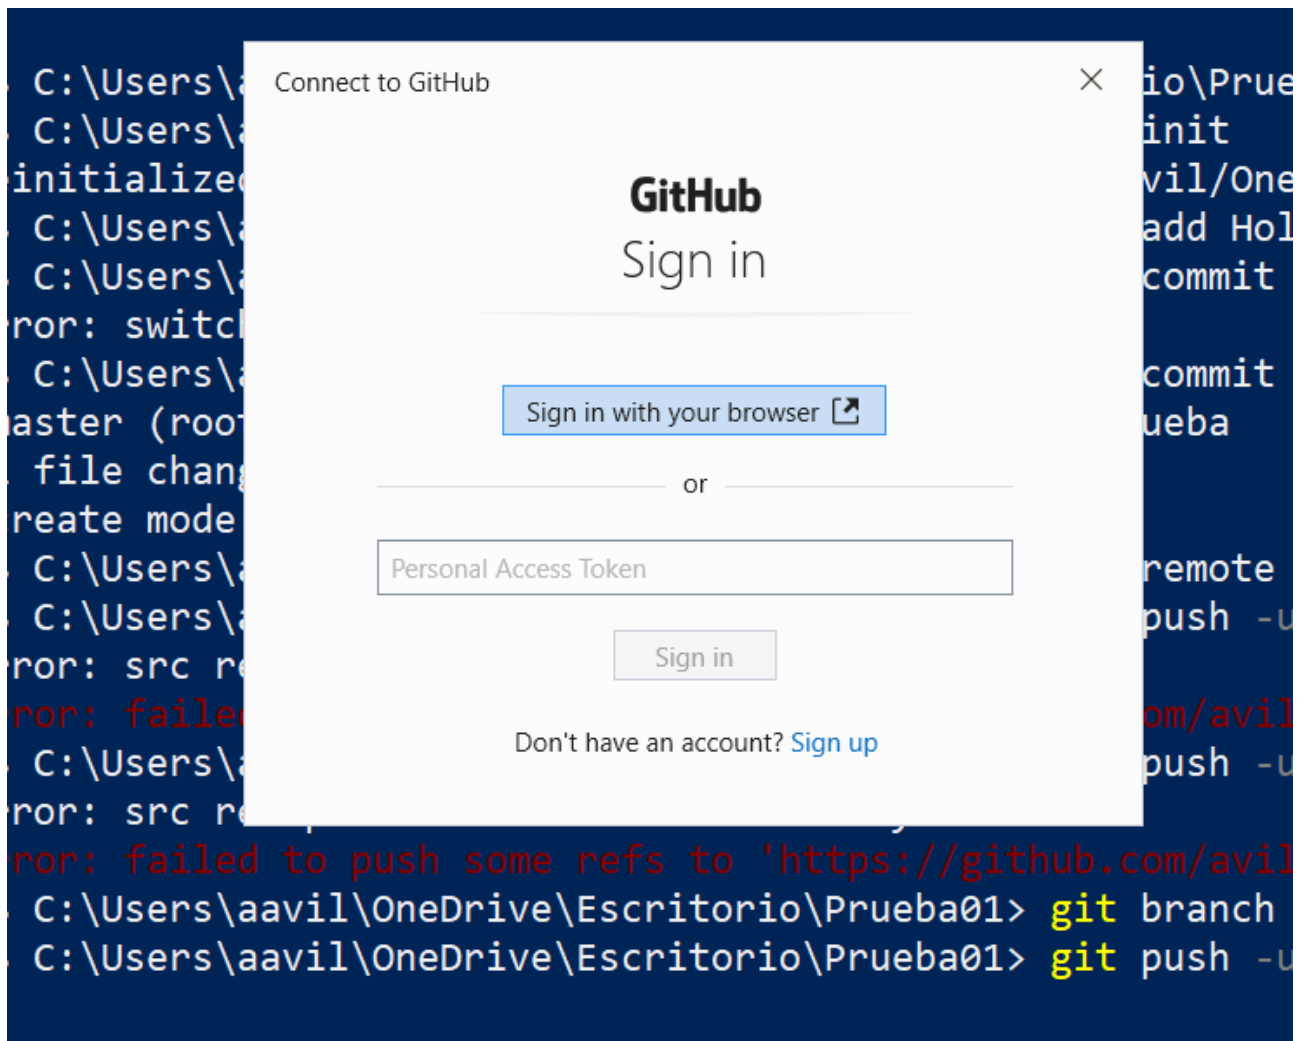 Connect to GitHub
GitHub
Sign in
Sign in with your browser
or
Personal Access Token
Sign in
Don't have an account? Sign up
C:\Users\ io\Prue
C:\Users\ init
initialize vil/One
C:\Users\ add Hol
C:\Users\ commit
ror: switc
C:\Users\ commit
aster (roo ueba
file chan
reate mode
C:\Users\ remote
C:\Users\ push -u
ror: src r
ror: faile om/avil
C:\Users\ push -u
ror: src r
ror: failed to push some refs to 'https://github.com/avil
C:\Users\aavil\OneDrive\Escritorio\Prueba01> git branch
C:\Users\aavil\OneDrive\Escritorio\Prueba01> git push -u